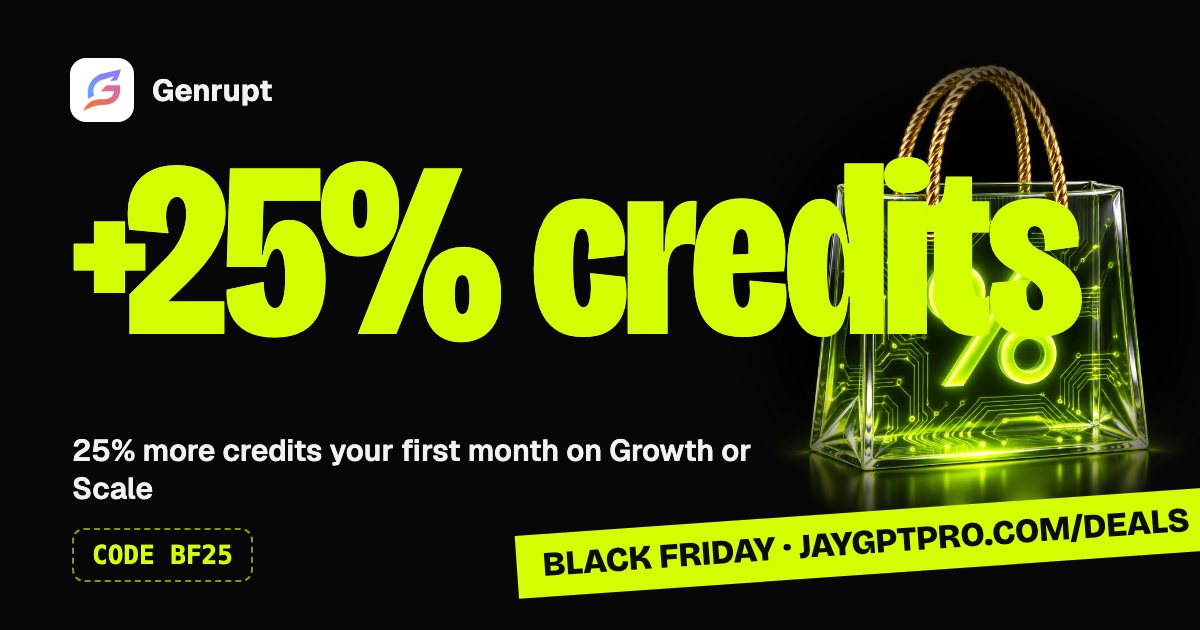 Genrupt
+25% credits
%
25% more credits your first month on Growth or
Scale
CODE BF25
BLACK FRIDAY · JAYGPTPRO.COM/DEALS